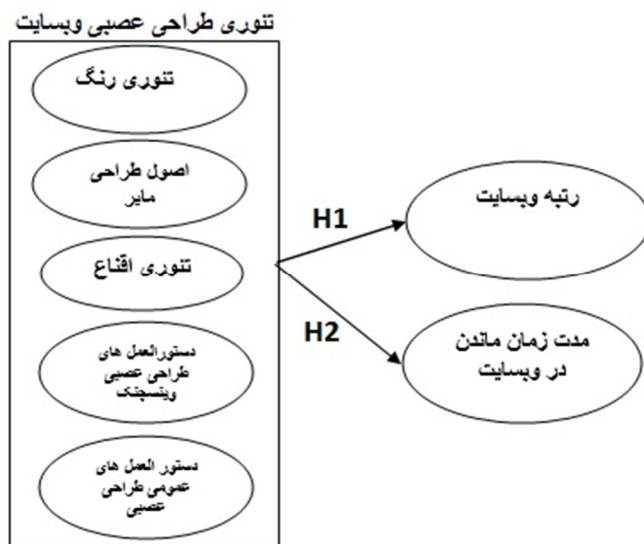 تئوری طراحی عصبی وبسایت
تئوری رنگ
اصول طراحی
مایر
تئوری اقناع
دستورالعمل های
طراحی عصبی
وینسچنک
دستور العمل های
عمومی طراحی
عصبی
H1
H2
رتبه وبسایت
مدت زمان ماندن
در وبسایت